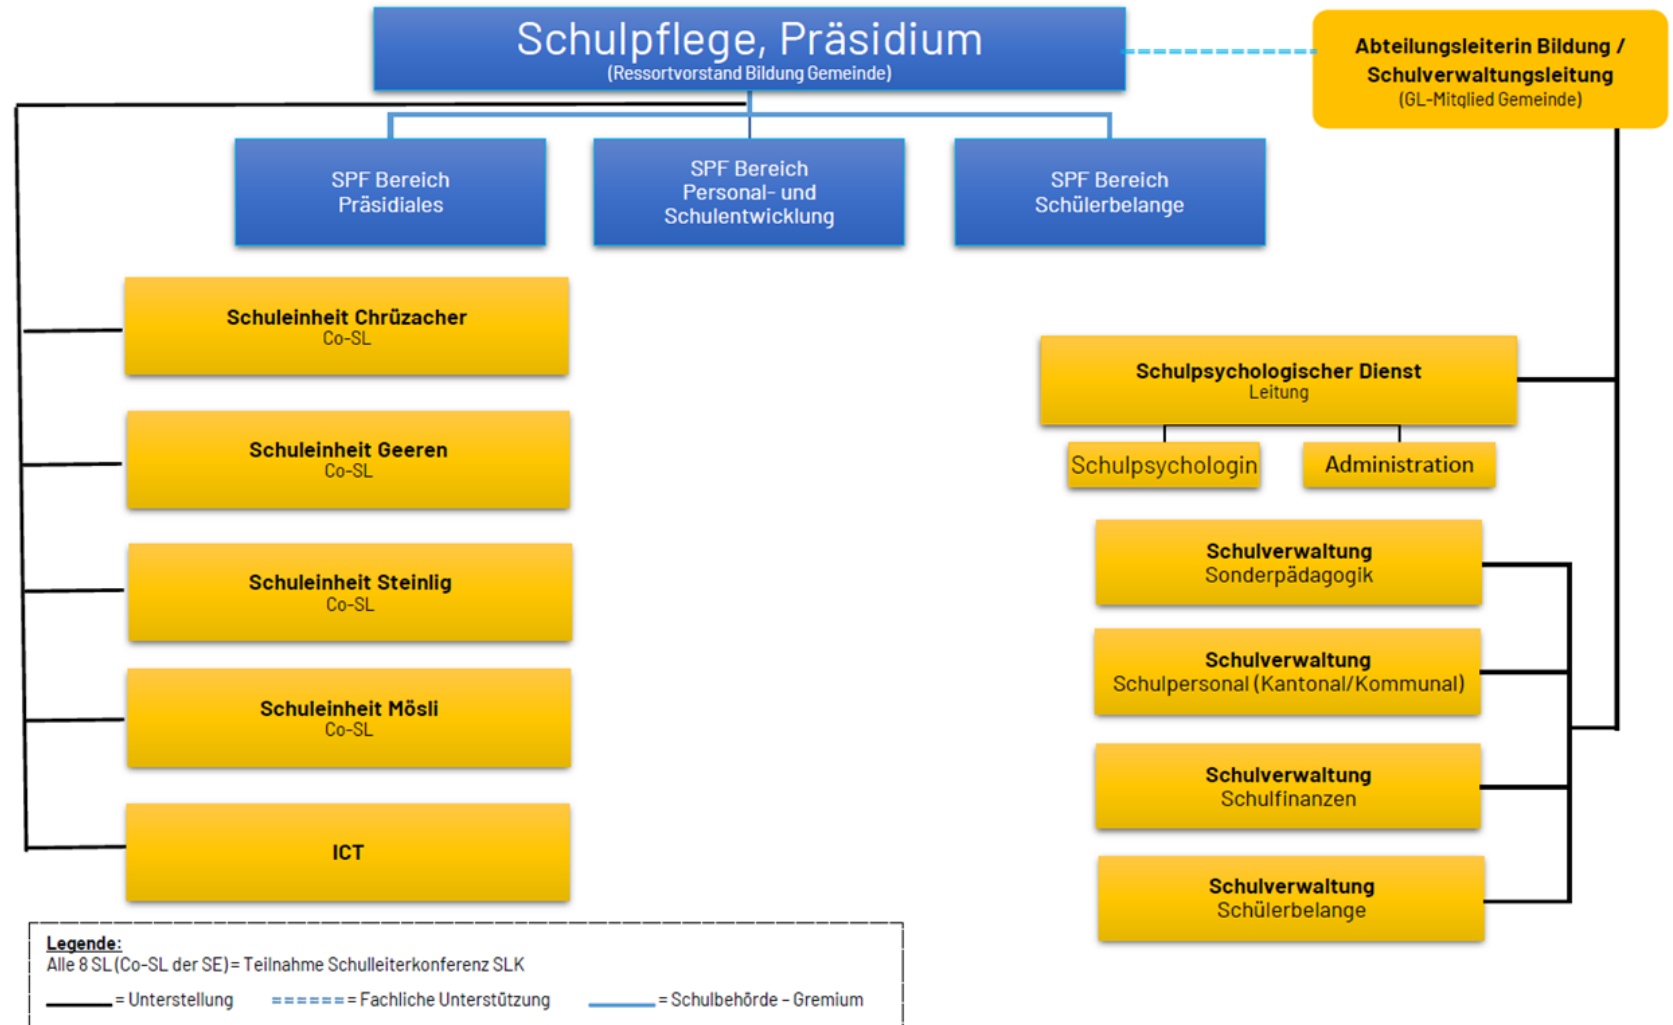 Schulpflege, Präsidium
(Ressortvorstand Bildung Gemeinde)
Abteilungsleiterin Bildung /
Schulverwaltungsleitung
(GL-Mitglied Gemeinde)
SPF Bereich
Präsidiales
SPF Bereich
Personal- und
Schulentwicklung
SPF Bereich
Schülerbelange
Schuleinheit Chrüzacher
Co-SL
Schuleinheit Geeren
Co-SL
Schuleinheit Steinlig
Co-SL
Schuleinheit Mösli
Co-SL
ICT
Schulpsychologischer Dienst
Leitung
Schulpsychologin
Administration
Schulverwaltung
Sonderpädagogik
Schulverwaltung
Schulpersonal (Kantonal/Kommunal)
Schulverwaltung
Schulfinanzen
Schulverwaltung
Schülerbelange
Legende:
Alle 8 SL (Co-SL der SE) = Teilnahme Schulleiterkonferenz SLK
= Unterstellung ====== = Fachliche Unterstützung = Schulbehörde - Gremium